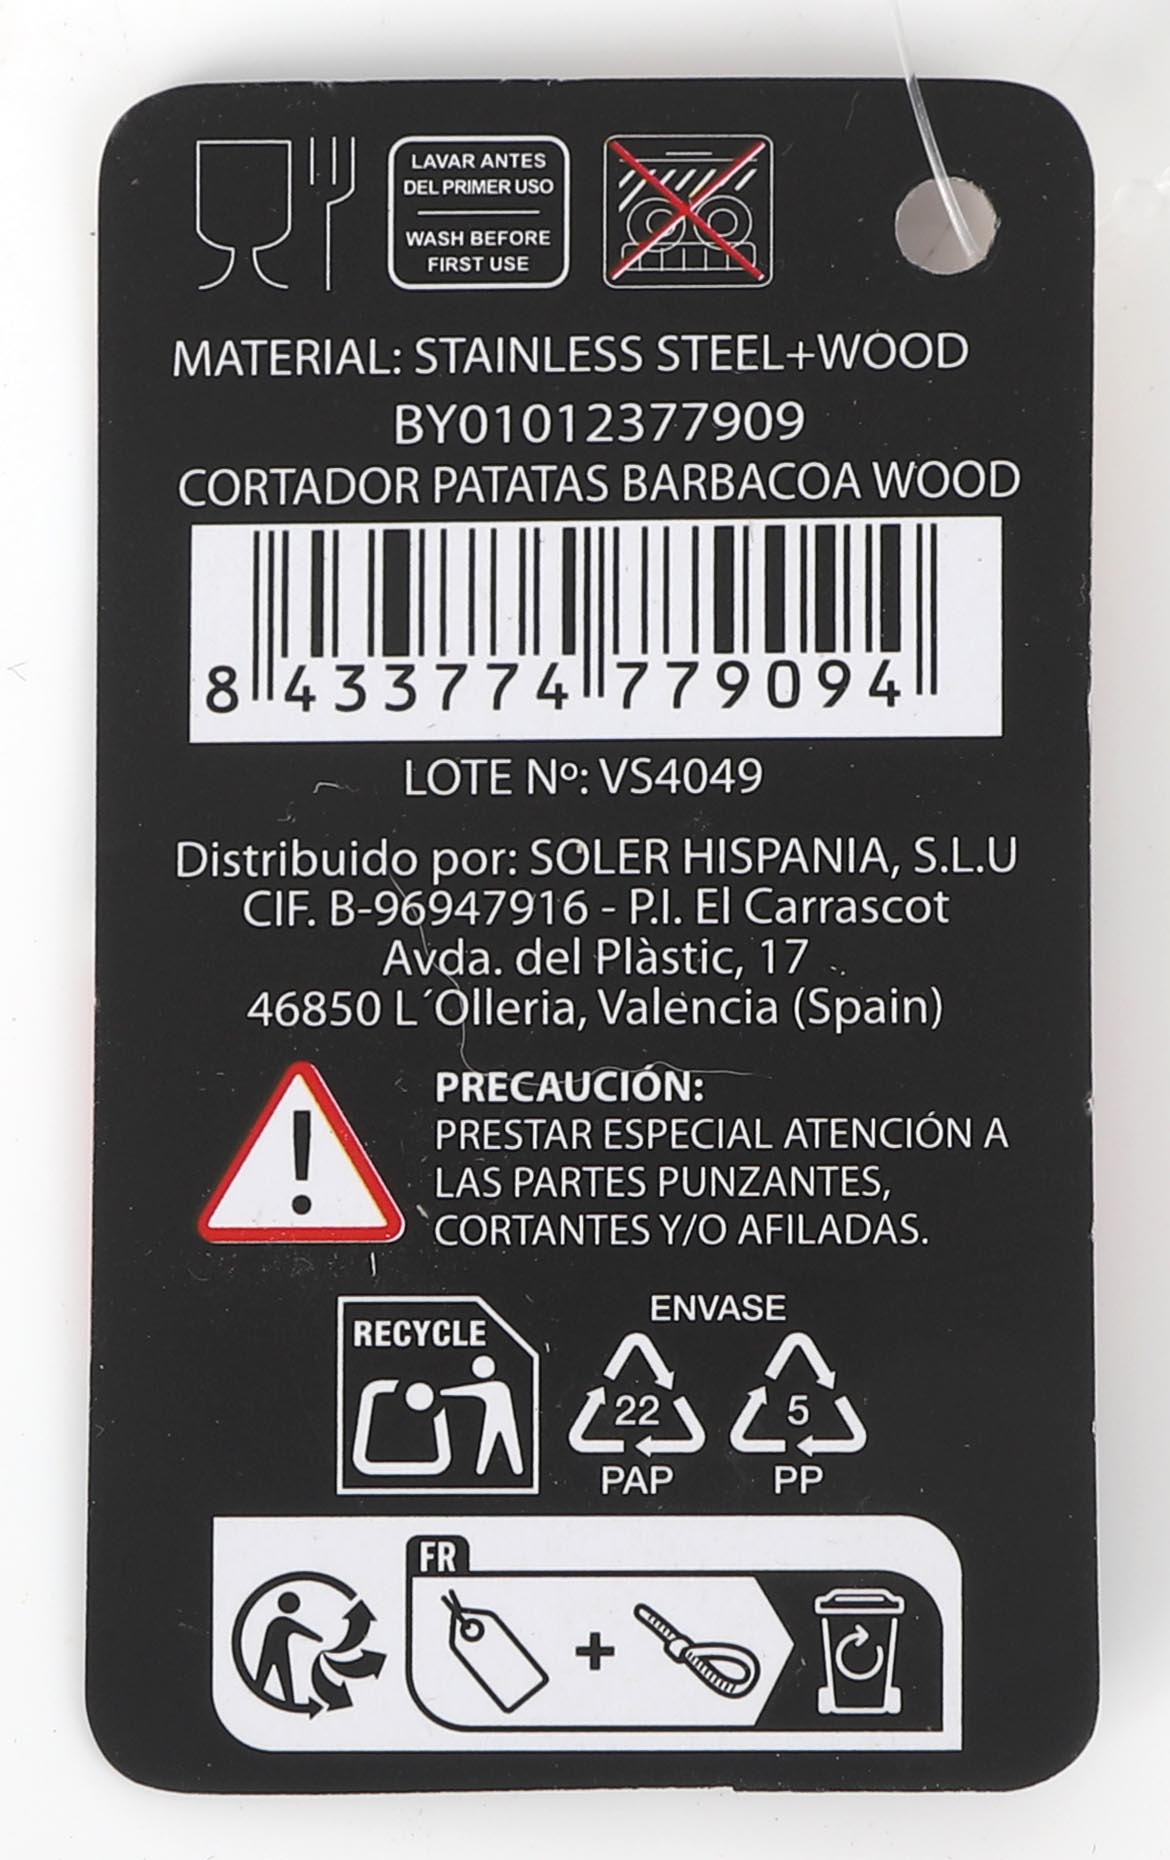 LAVAR ANTES
DEL PRIMER USO
WASH BEFORE
FIRST USE
MATERIAL: STAINLESS STEEL+WOOD
BY01012377909
CORTADOR PATATAS BARBACOA WOOD
8 433774 779094
LOTE Nº: VS4049
Distribuido por: SOLER HISPANIA, S.L.U
CIF. B-96947916 - P.I. El Carrascot
Avda. del Plàstic, 17
46850 L´Olleria, Valencia (Spain)
PRECAUCIÓN:
PRESTAR ESPECIAL ATENCIÓN A
LAS PARTES PUNZANTES,
CORTANTES Y/O AFILADAS.
RECYCLE
ENVASE
22 5
PAP PP
FR
+